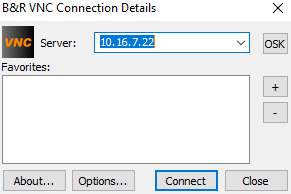 B&R VNC Connection Details
VNC Server: 10.16.7.22 OSK
Favorites:
+
-
About... Options... Connect Close